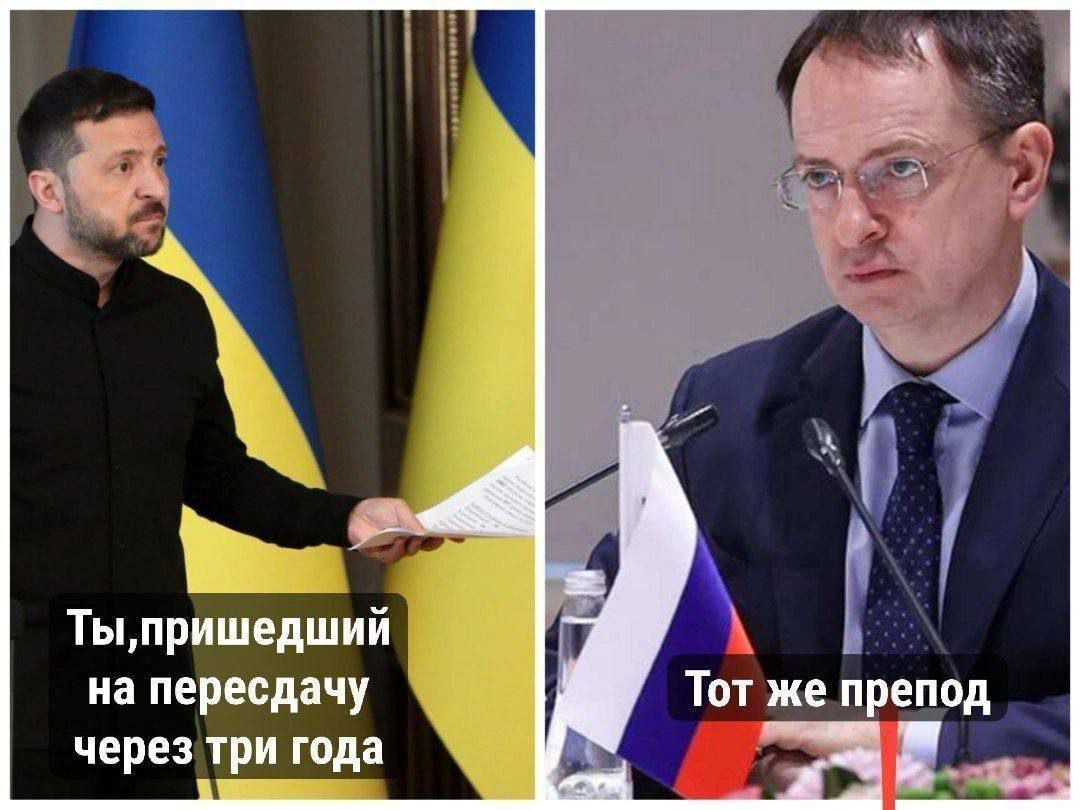 Ты,пришедший
на пересдачу
через три года
Тот же препод